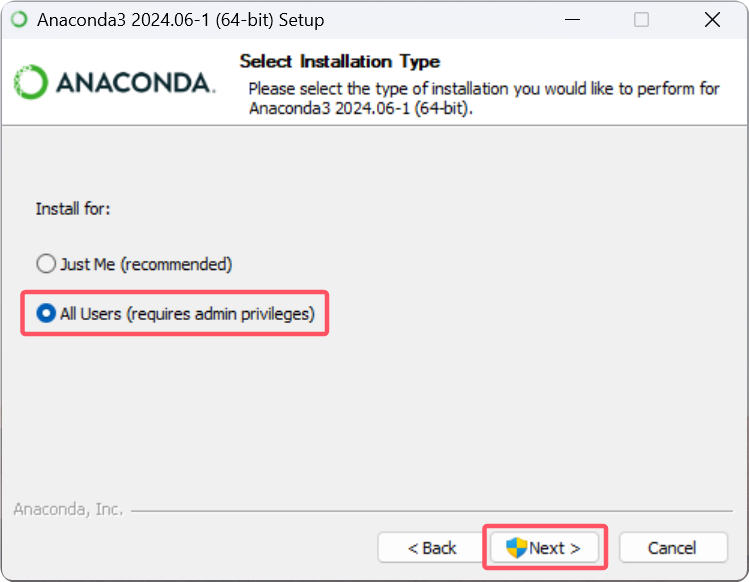 Anaconda3 2024.06-1 (64-bit) Setup
ANACONDA.
Select Installation Type
Please select the type of installation you would like to perform for
Anaconda3 2024.06-1 (64-bit).
Install for:
Just Me (recommended)
All Users (requires admin privileges)
Anaconda, Inc.
< Back
Next >
Cancel